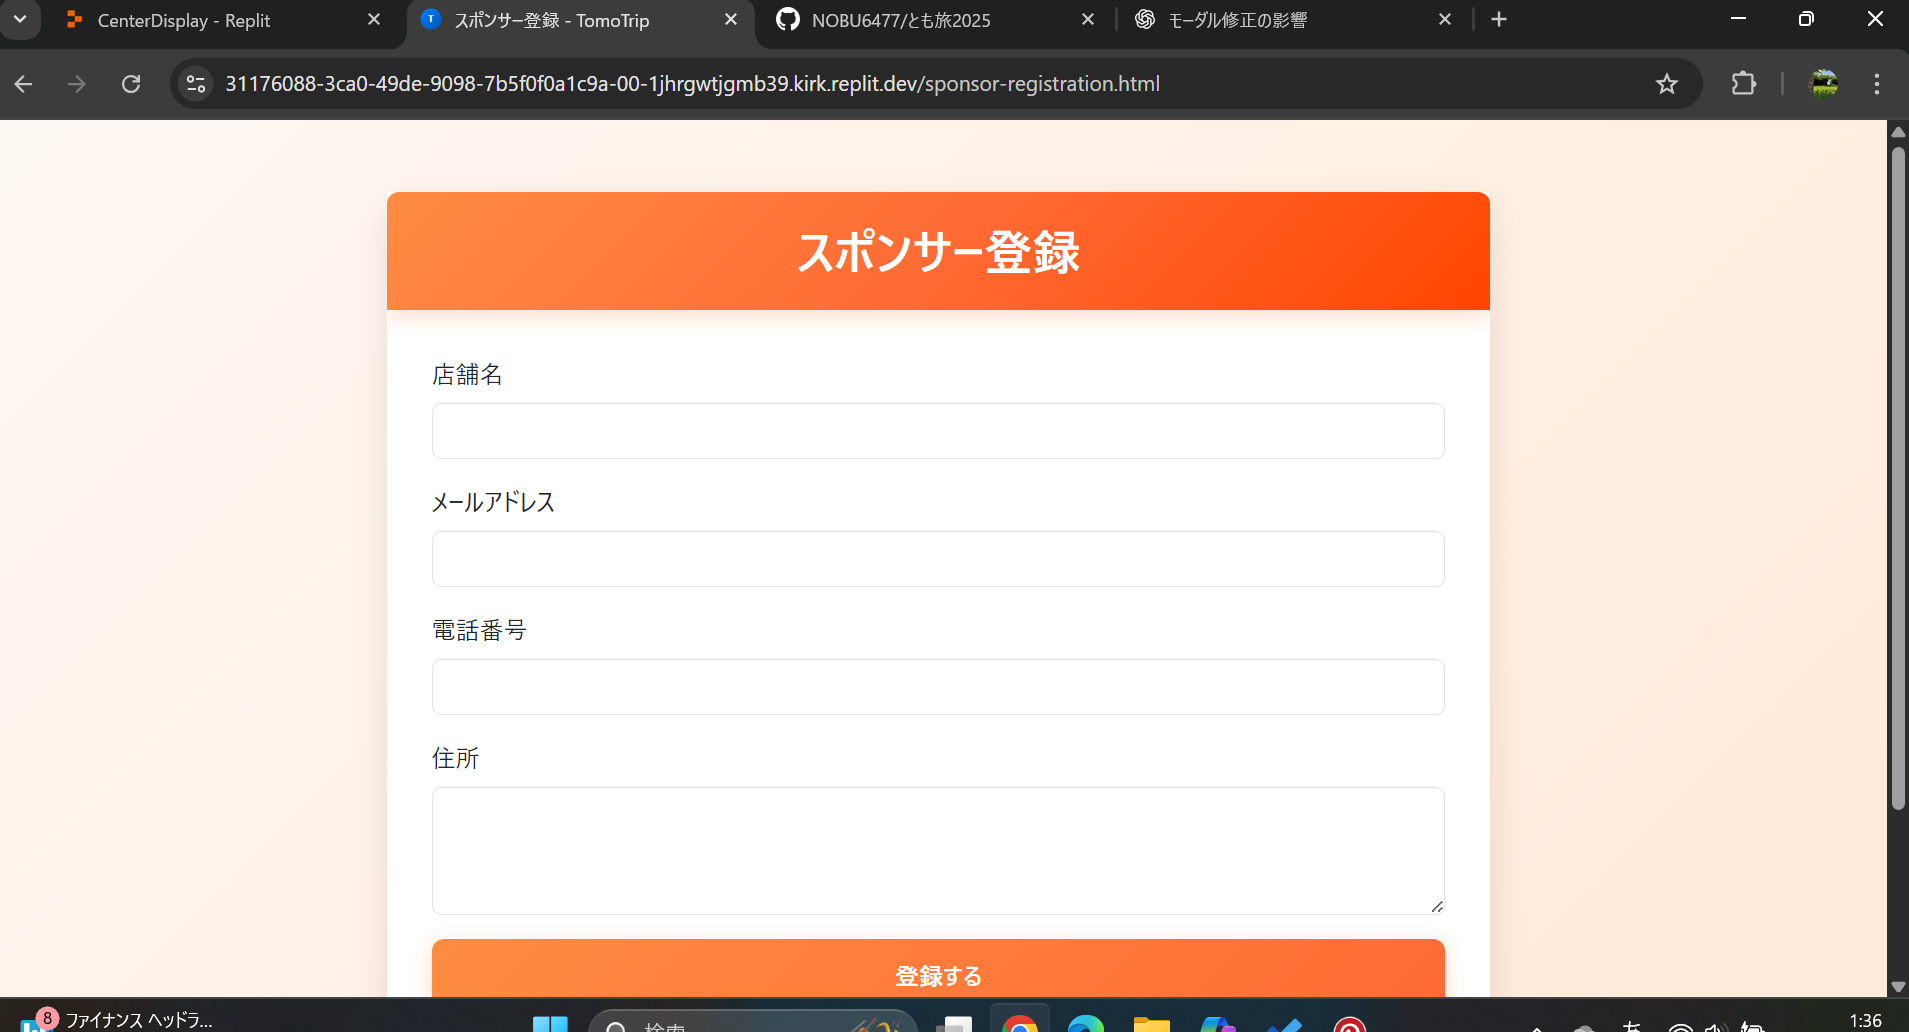 CenterDisplay - Replit
スポンサー登録 - TomoTrip
NOBU6477/とも旅2025
モーダル修正の影響
31176088-3ca0-49de-9098-7b5f0f0a1c9a-00-1jhrgwtjgmb39.kirk.replit.dev/sponsor-registration.html
スポンサー登録
店舗名
メールアドレス
電話番号
住所
登録する
8
ファイナンス ヘッドラ...
検索
あ
1:36